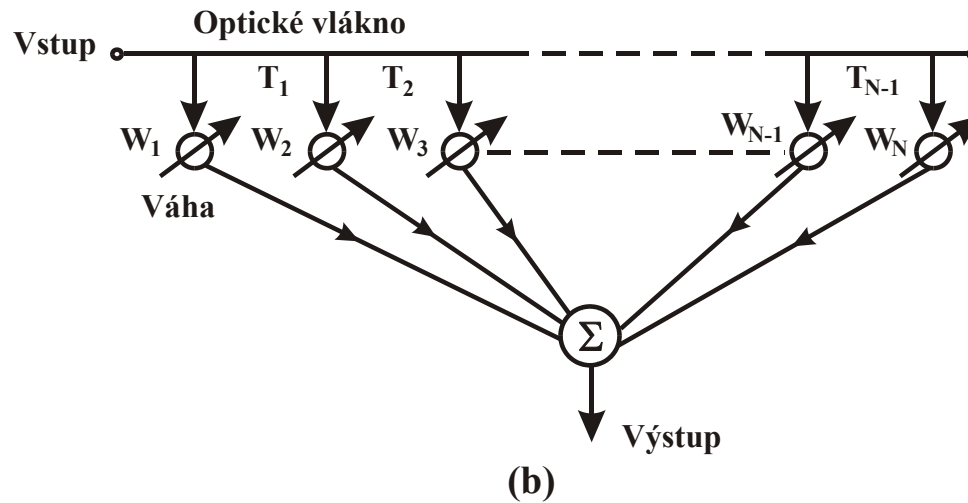 Optické vlákno
Vstup
T1 T2 TN-1
W1 W2 W3 WN-1 WN
Váha
Σ
Výstup
(b)